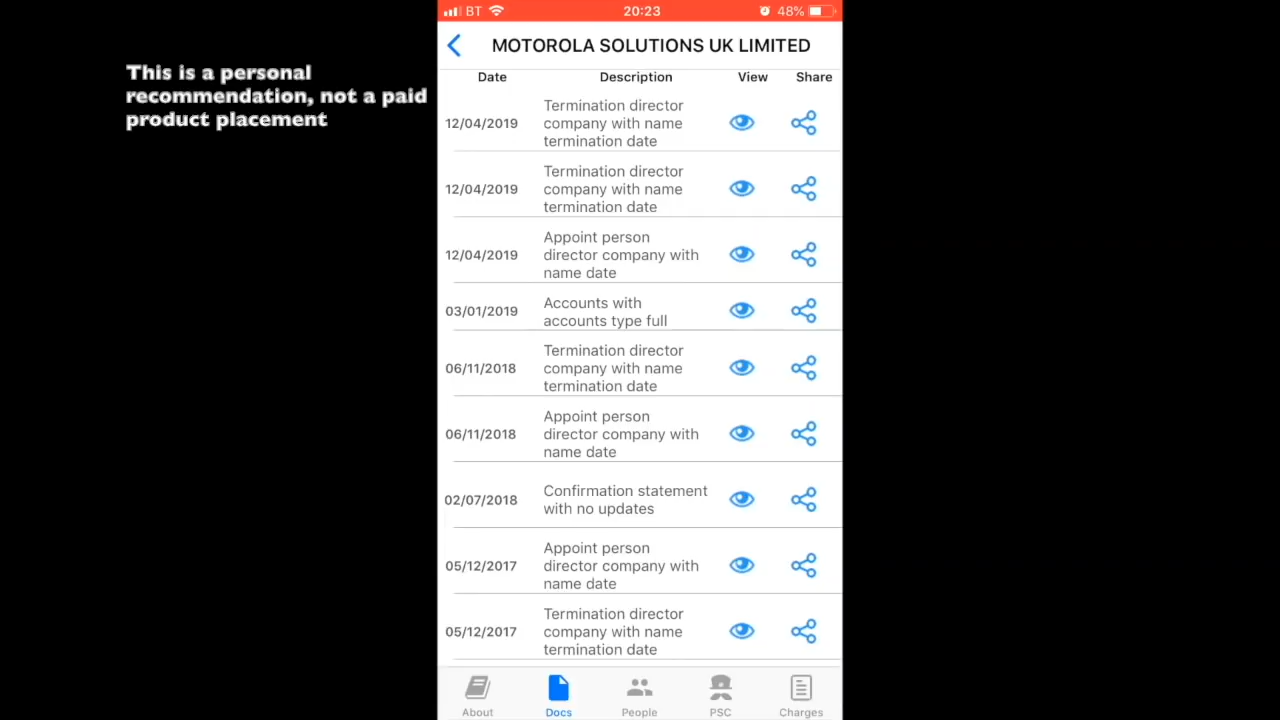 This is a personal
recommendation, not a paid
product placement
BT 20:23 48%
MOTOROLA SOLUTIONS UK LIMITED
Date Description View Share
12/04/2019 Termination director
company with name
termination date
12/04/2019 Termination director
company with name
termination date
12/04/2019 Appoint person
director company with
name date
03/01/2019 Accounts with
accounts type full
06/11/2018 Termination director
company with name
termination date
06/11/2018 Appoint person
director company with
name date
02/07/2018 Confirmation statement
with no updates
05/12/2017 Appoint person
director company with
name date
05/12/2017 Termination director
company with name
termination date
About Docs People PSC Charges